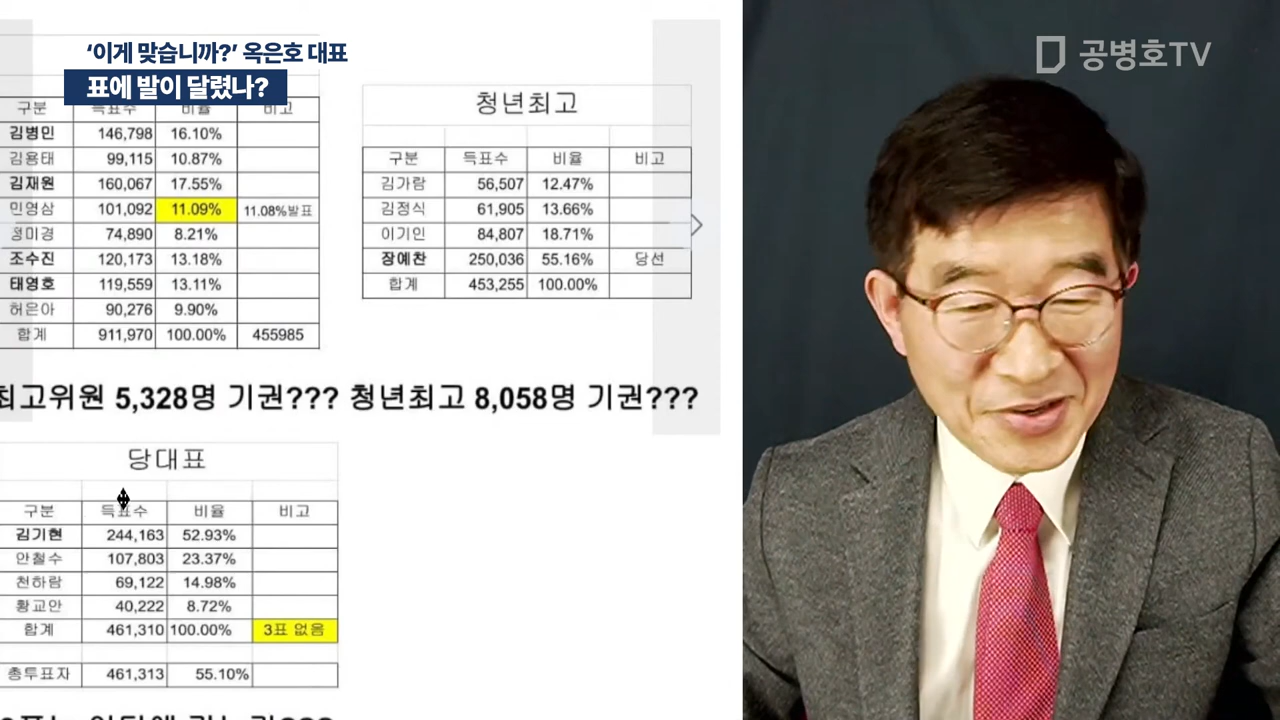 ‘이게 맞습니까?’ 옥은호 대표
표에 발이 달렸나?
공병호TV
구분 득표수 비율 비고
김병민 146,798 16.10%
김용태 99,115 10.87%
김재원 160,067 17.55%
민영삼 101,092 11.09% 11.08%발표
정미경 74,890 8.21%
조수진 120,173 13.18%
태영호 119,559 13.11%
허은아 90,276 9.90%
합계 911,970 100.00% 455985
청년최고
구분 득표수 비율 비고
김가람 56,507 12.47%
김정식 61,905 13.66%
이기인 84,807 18.71%
장예찬 250,036 55.16% 당선
합계 453,255 100.00%
최고위원 5,328명 기권??? 청년최고 8,058명 기권???
당대표
구분 득표수 비율 비고
김기현 244,163 52.93%
안철수 107,803 23.37%
천하람 69,122 14.98%
황교안 40,222 8.72%
합계 461,310 100.00% 3표 없음
총투표자 461,313 55.10%